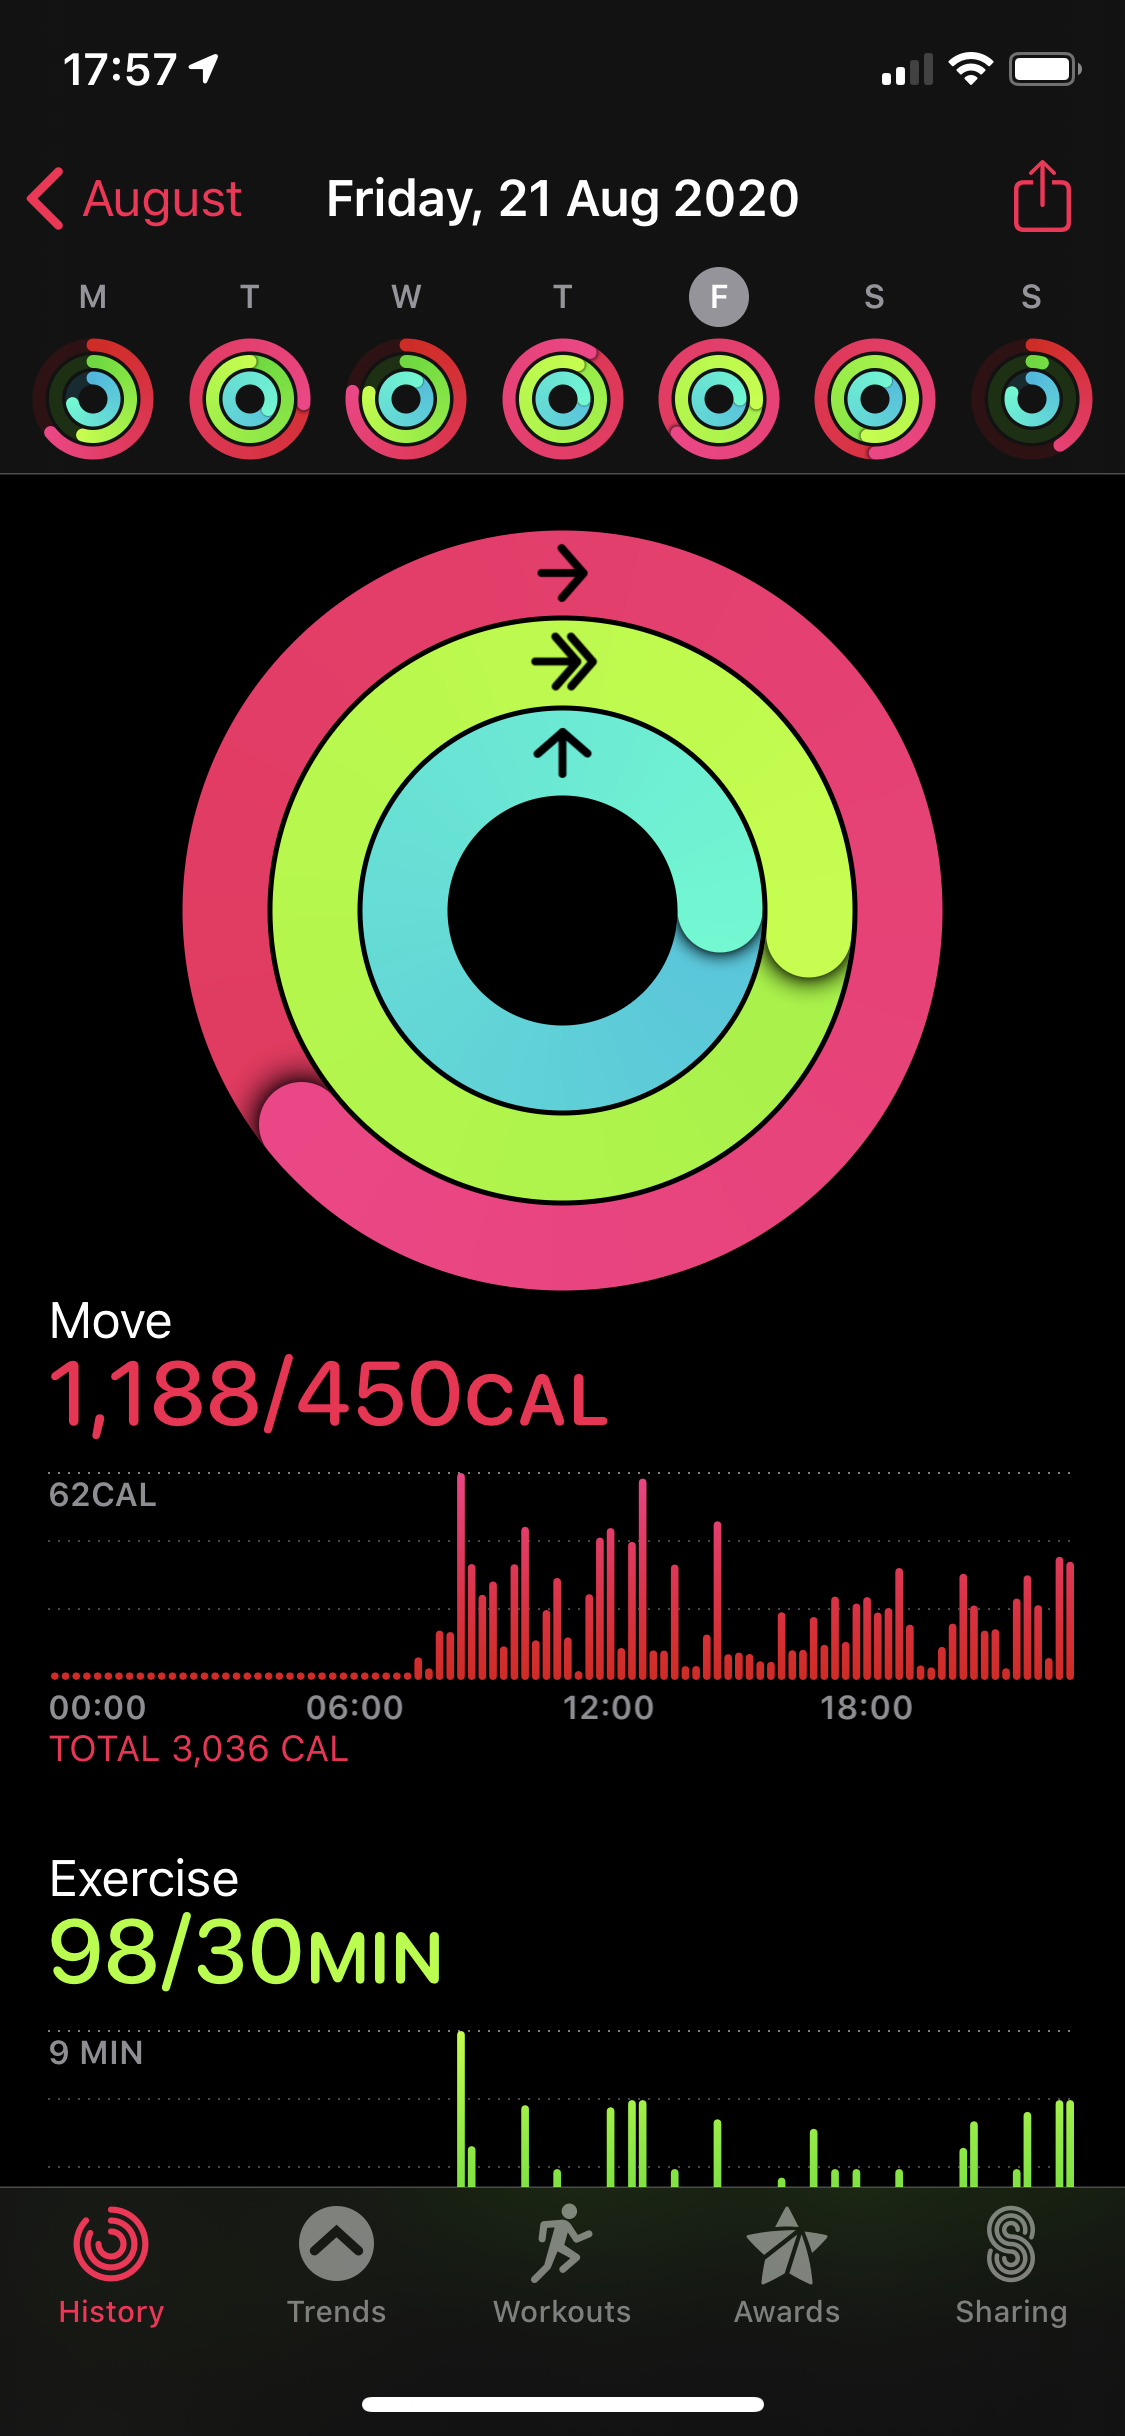 17:57
August
Friday, 21 Aug 2020
M T W T F S S
Move
1,188/450CAL
62CAL
00:00 06:00 12:00 18:00
TOTAL 3,036 CAL
Exercise
98/30MIN
9 MIN
History Trends Workouts Awards Sharing